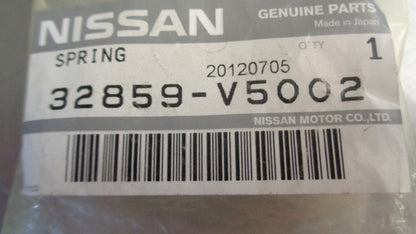 NISSAN
GENUINE PARTS
Made in Japan
SPRING
Q'TY 1
20120705
32859-V5002
NISSAN MOTOR CO.,LTD.